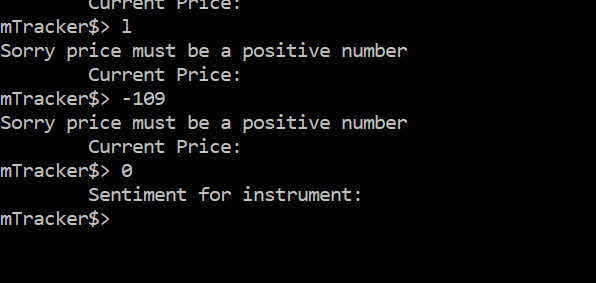 Current Price:
mTracker$> l
Sorry price must be a positive number
Current Price:
mTracker$> -109
Sorry price must be a positive number
Current Price:
mTracker$> 0
Sentiment for instrument:
mTracker$>